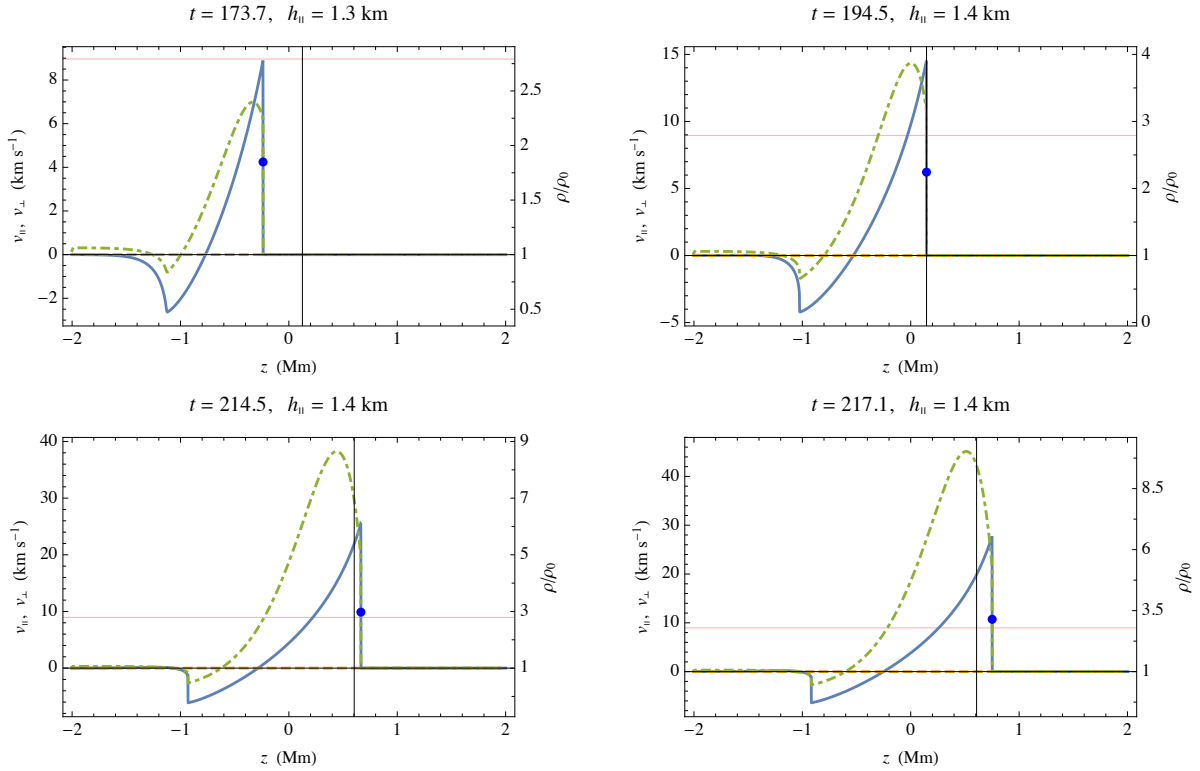 t = 173.7,   h∥ = 1.3 km
v∥, v⊥ (km s⁻¹)
8
6
4
2
0
−2
2.5
2
1.5
1
0.5
ρ/ρ₀
−2 −1 0 1 2
z (Mm)
t = 194.5,   h∥ = 1.4 km
v∥, v⊥ (km s⁻¹)
15
10
5
0
−5
4
3
2
1
0
ρ/ρ₀
−2 −1 0 1 2
z (Mm)
t = 214.5,   h∥ = 1.4 km
v∥, v⊥ (km s⁻¹)
40
30
20
10
0
9
7
5
3
1
ρ/ρ₀
−2 −1 0 1 2
z (Mm)
t = 217.1,   h∥ = 1.4 km
v∥, v⊥ (km s⁻¹)
40
30
20
10
0
8.5
6
3.5
1
ρ/ρ₀
−2 −1 0 1 2
z (Mm)